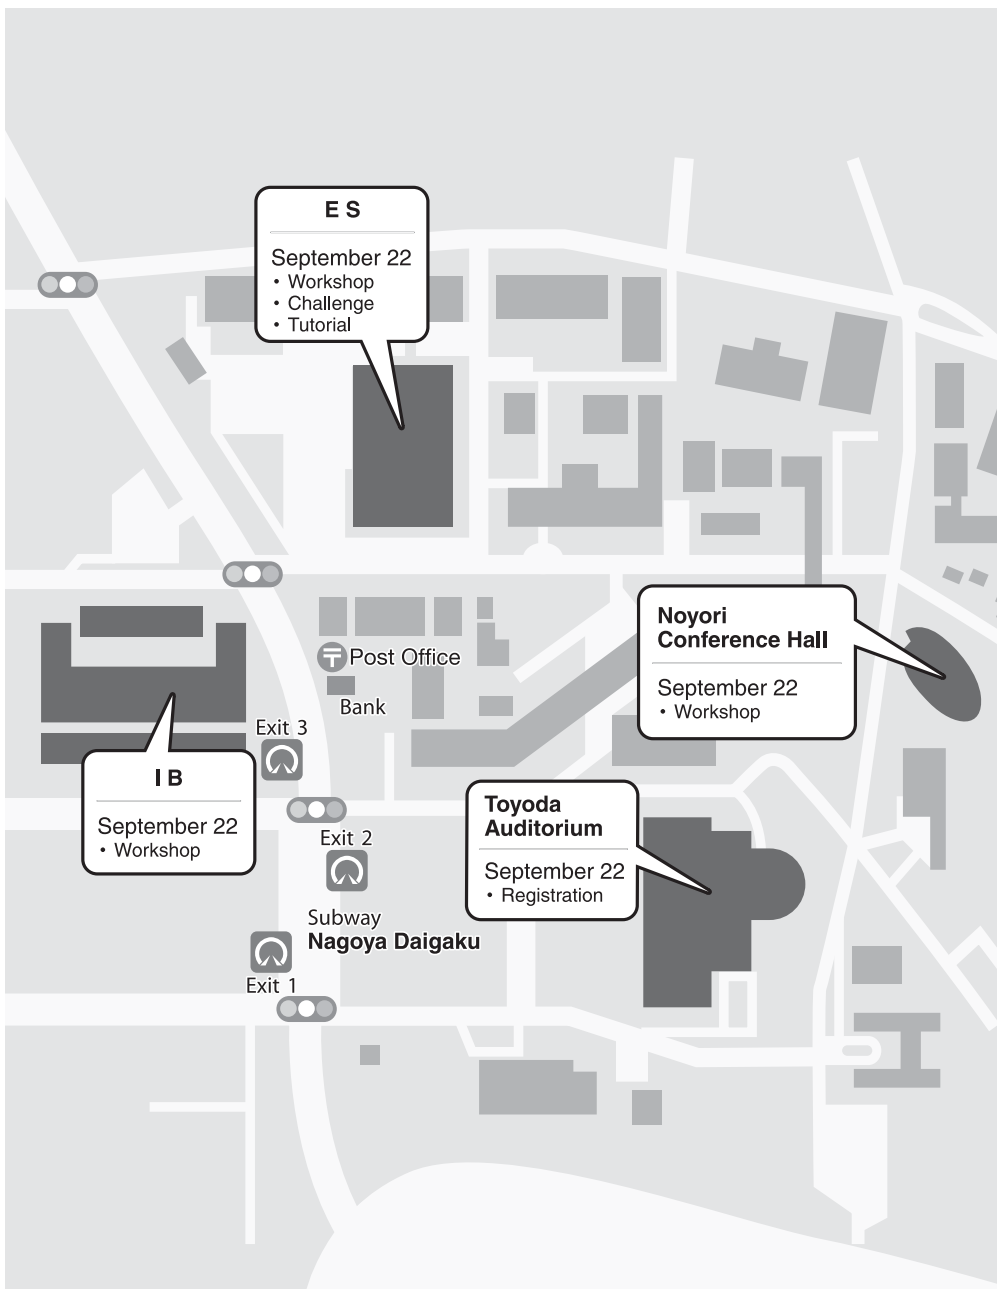 E S
September 22
• Workshop
• Challenge
• Tutorial
Noyori
Conference Hall
September 22
• Workshop
〒 Post Office
Bank
Exit 3
I B
September 22
• Workshop
Toyoda
Auditorium
September 22
• Registration
Exit 2
Subway
Nagoya Daigaku
Exit 1